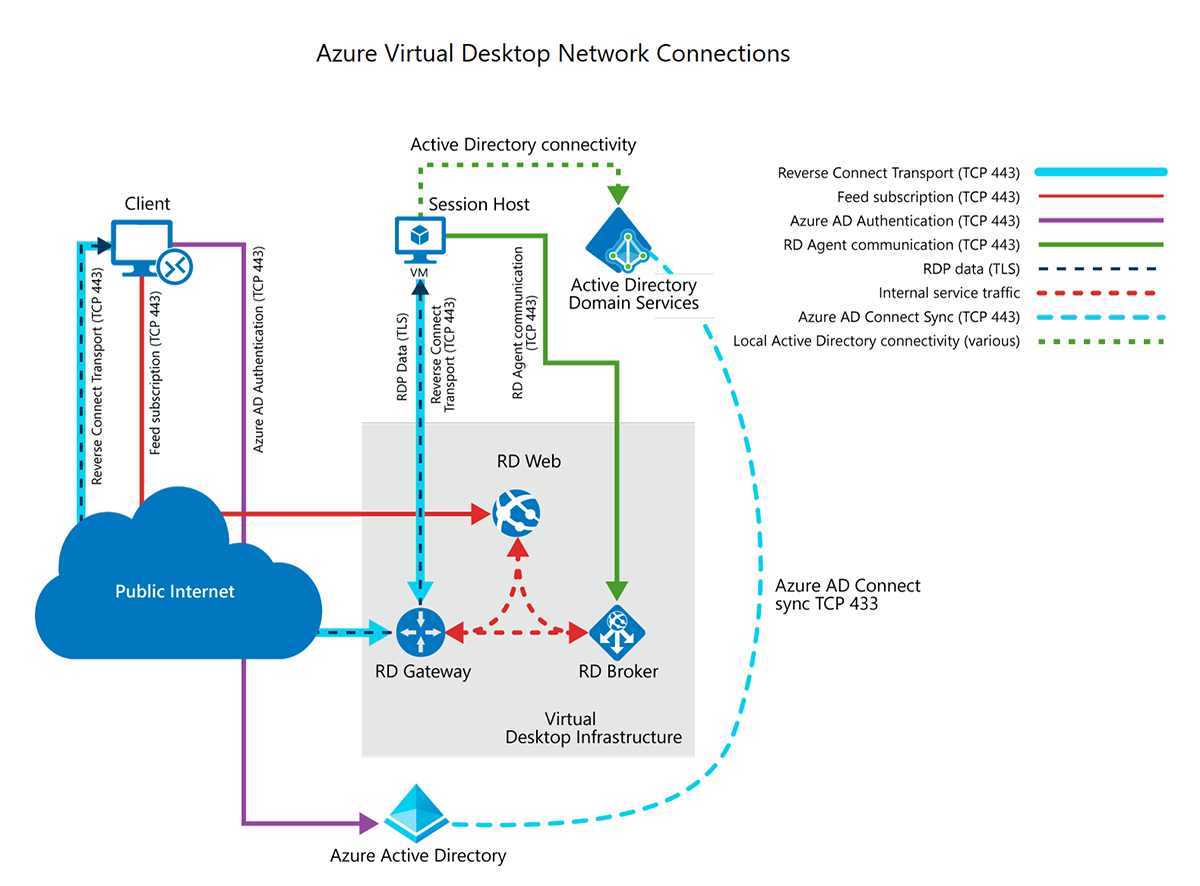 Azure Virtual Desktop Network Connections
Active Directory connectivity
Reverse Connect Transport (TCP 443)
Feed subscription (TCP 443)
Azure AD Authentication (TCP 443)
RD Agent communication (TCP 443)
RDP data (TLS)
Internal service traffic
Azure AD Connect Sync (TCP 443)
Local Active Directory connectivity (various)
Client
Session Host
VM
Active Directory
Domain Services
Reverse Connect Transport (TCP 443)
Feed subscription (TCP 443)
Azure AD Authentication (TCP 443)
RDP Data (TLS)
Reverse Connect
Transport (TCP 443)
RD Agent communication
(TCP 443)
RD Web
Public Internet
Azure AD Connect
sync TCP 433
RD Gateway
RD Broker
Virtual
Desktop Infrastructure
Azure Active Directory